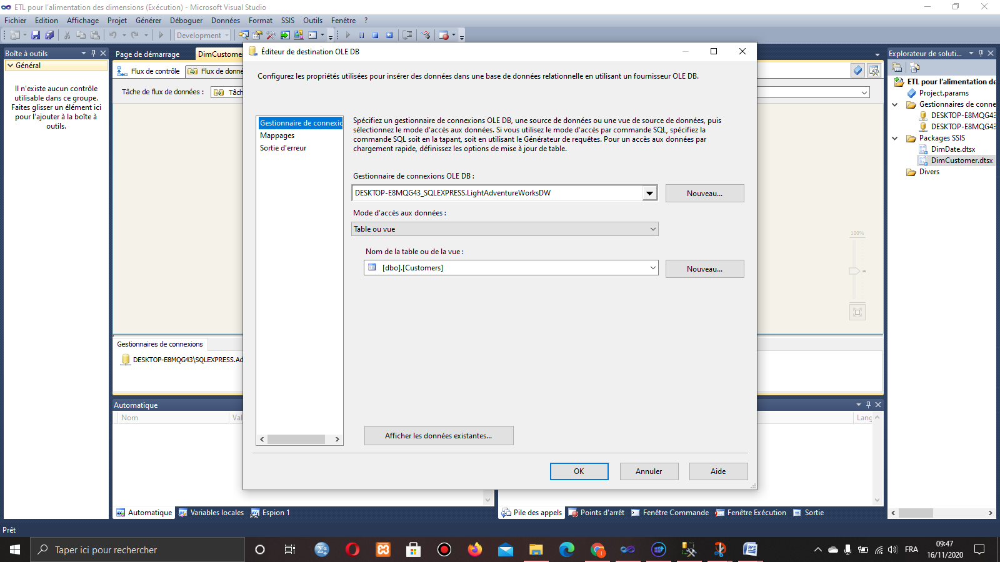 ETL pour l'alimentation des dimensions (Exécution) - Microsoft Visual Studio
Fichier Edition Affichage Projet Générer Déboguer Données Format SSIS Outils Fenêtre ?
Development
Boîte à outils
Général
Il n'existe aucun contrôle
utilisable dans ce groupe.
Faites glisser un élément ici
pour l'ajouter à la boîte à
outils.
Page de démarrage
DimCustome
Flux de contrôle
Flux de donné
Tâche de flux de données :
Tâch
Éditeur de destination OLE DB
Configurez les propriétés utilisées pour insérer des données dans une base de données relationnelle en utilisant un fournisseur OLE DB.
Gestionnaire de connexio
Mappages
Sortie d'erreur
Spécifiez un gestionnaire de connexions OLE DB, une source de données ou une vue de source de données, puis
sélectionnez le mode d'accès aux données. Si vous utilisez le mode d'accès par commande SQL, spécifiez la
commande SQL soit en la tapant, soit en utilisant le Générateur de requêtes. Pour un accès aux données par
chargement rapide, définissez les options de mise à jour de table.
Gestionnaire de connexions OLE DB :
DESKTOP-E8MQG43_SQLEXPRESS.LightAdventureWorksDW
Nouveau...
Mode d'accès aux données :
Table ou vue
Nom de la table ou de la vue :
[dbo].[Customers]
Nouveau...
Afficher les données existantes...
OK
Annuler
Aide
100%
Explorateur de soluti...
ETL pour l'alimentation de
Project.params
Gestionnaires de conne
DESKTOP-E8MQG43
DESKTOP-E8MQG43
Packages SSIS
DimDate.dtsx
DimCustomer.dtsx
Divers
Gestionnaires de connexions
DESKTOP-E8MQG43\SQLEXPRESS.Ad
Automatique
Nom
Val
Lang
Automatique
Variables locales
Espion 1
Pile des appels
Points d'arrêt
Fenêtre Commande
Fenêtre Exécution
Sortie
Prêt
Taper ici pour rechercher
FRA
09:47
16/11/2020